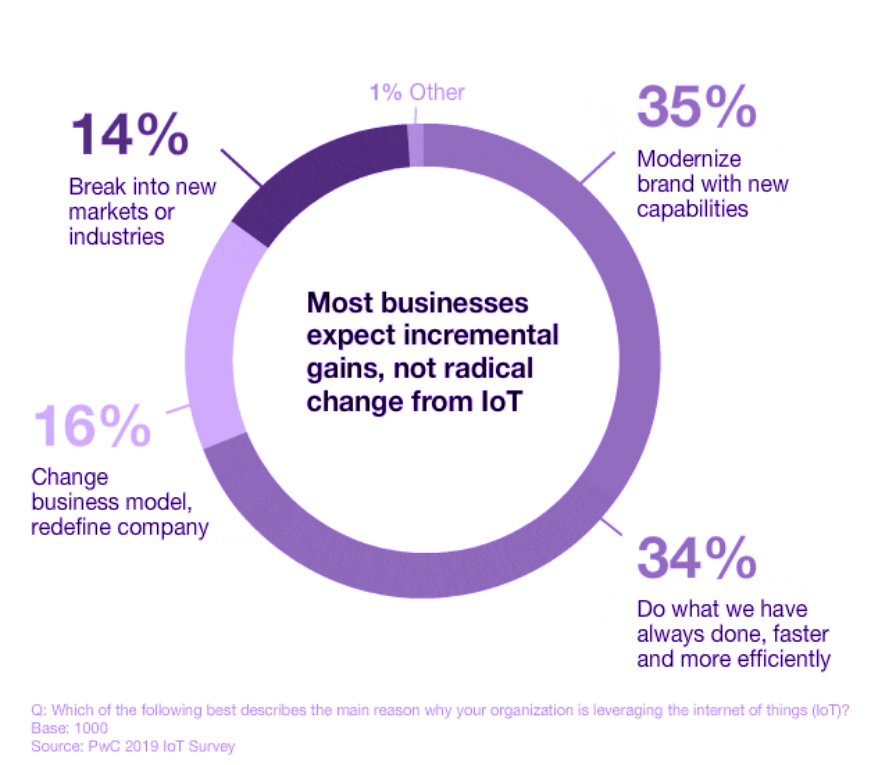 1% Other
35%
Modernize
brand with new
capabilities
14%
Break into new
markets or
industries
Most businesses
expect incremental
gains, not radical
change from IoT
16%
Change
business model,
redefine company
34%
Do what we have
always done, faster
and more efficiently
Q: Which of the following best describes the main reason why your organization is leveraging the internet of things (IoT)?
Base: 1000
Source: PwC 2019 IoT Survey